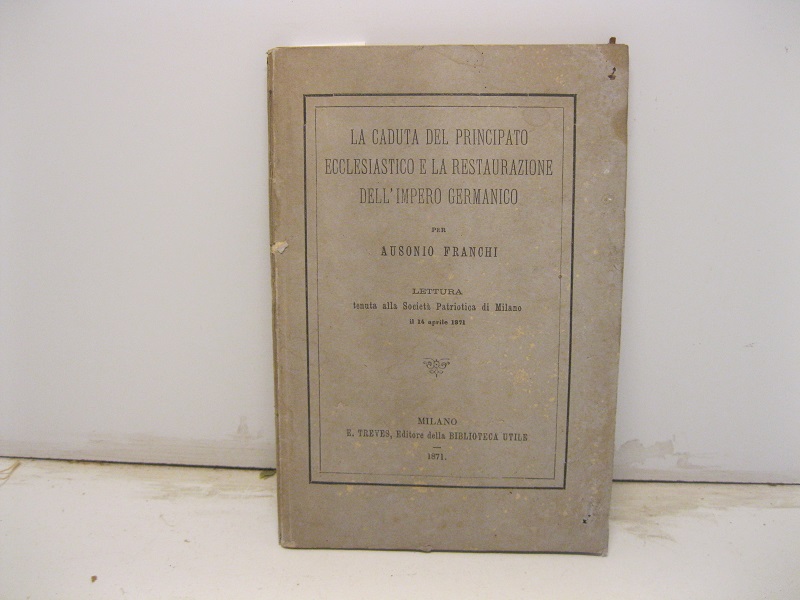 LA CADUTA DEL PRINCIPATO
ECCLESIASTICO E LA RESTAURAZIONE
DELL'IMPERO GERMANICO
PER
AUSONIO FRANCHI
LETTURA
tenuta alla Società Patriotica di Milano
il 14 aprile 1871
MILANO
E. TREVES, Editore della BIBLIOTECA UTILE
1871.